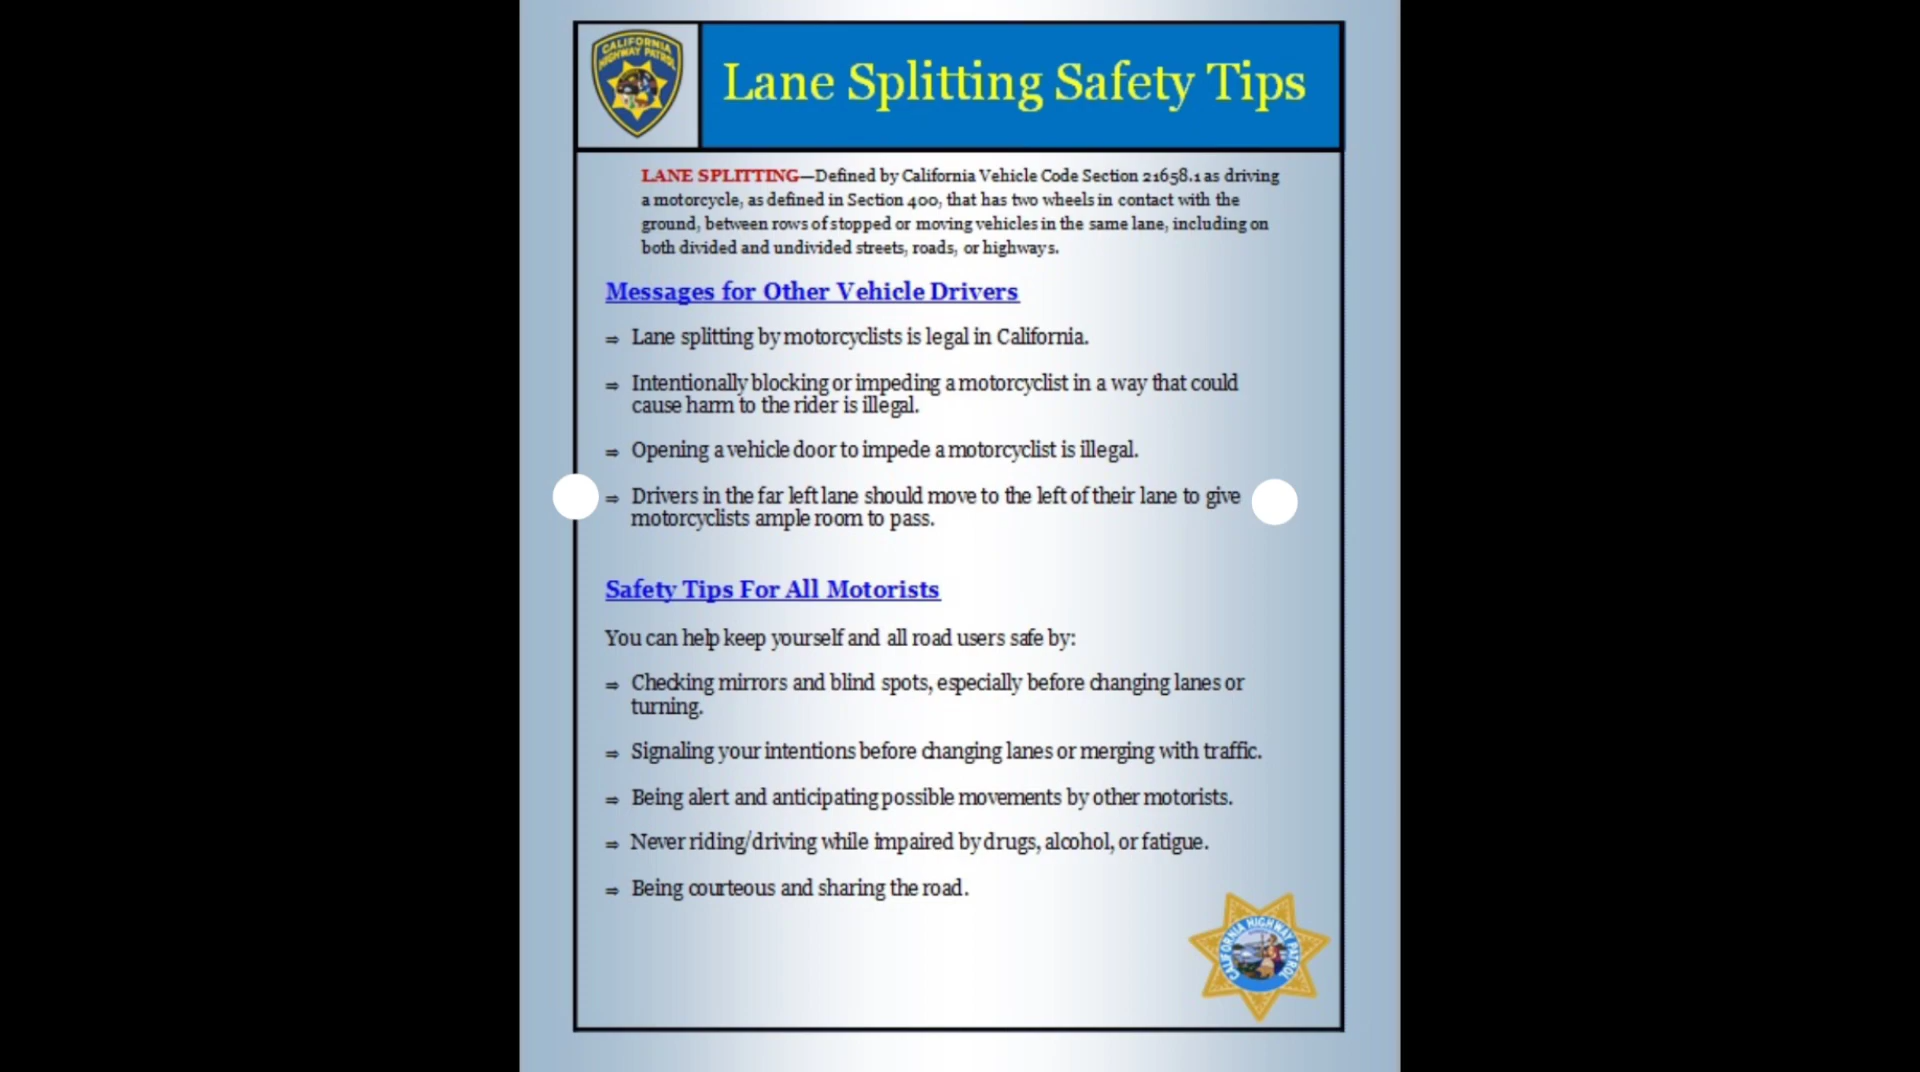 CALIFORNIA
HIGHWAY PATROL
Lane Splitting Safety Tips
LANE SPLITTING—Defined by California Vehicle Code Section 21658.1 as driving
a motorcycle, as defined in Section 400, that has two wheels in contact with the
ground, between rows of stopped or moving vehicles in the same lane, including on
both divided and undivided streets, roads, or highways.
Messages for Other Vehicle Drivers
⇒ Lane splitting by motorcyclists is legal in California.
⇒ Intentionally blocking or impeding a motorcyclist in a way that could
cause harm to the rider is illegal.
⇒ Opening a vehicle door to impede a motorcyclist is illegal.
⇒ Drivers in the far left lane should move to the left of their lane to give
motorcyclists ample room to pass.
Safety Tips For All Motorists
You can help keep yourself and all road users safe by:
⇒ Checking mirrors and blind spots, especially before changing lanes or
turning.
⇒ Signaling your intentions before changing lanes or merging with traffic.
⇒ Being alert and anticipating possible movements by other motorists.
⇒ Never riding/driving while impaired by drugs, alcohol, or fatigue.
⇒ Being courteous and sharing the road.
CALIFORNIA HIGHWAY PATROL